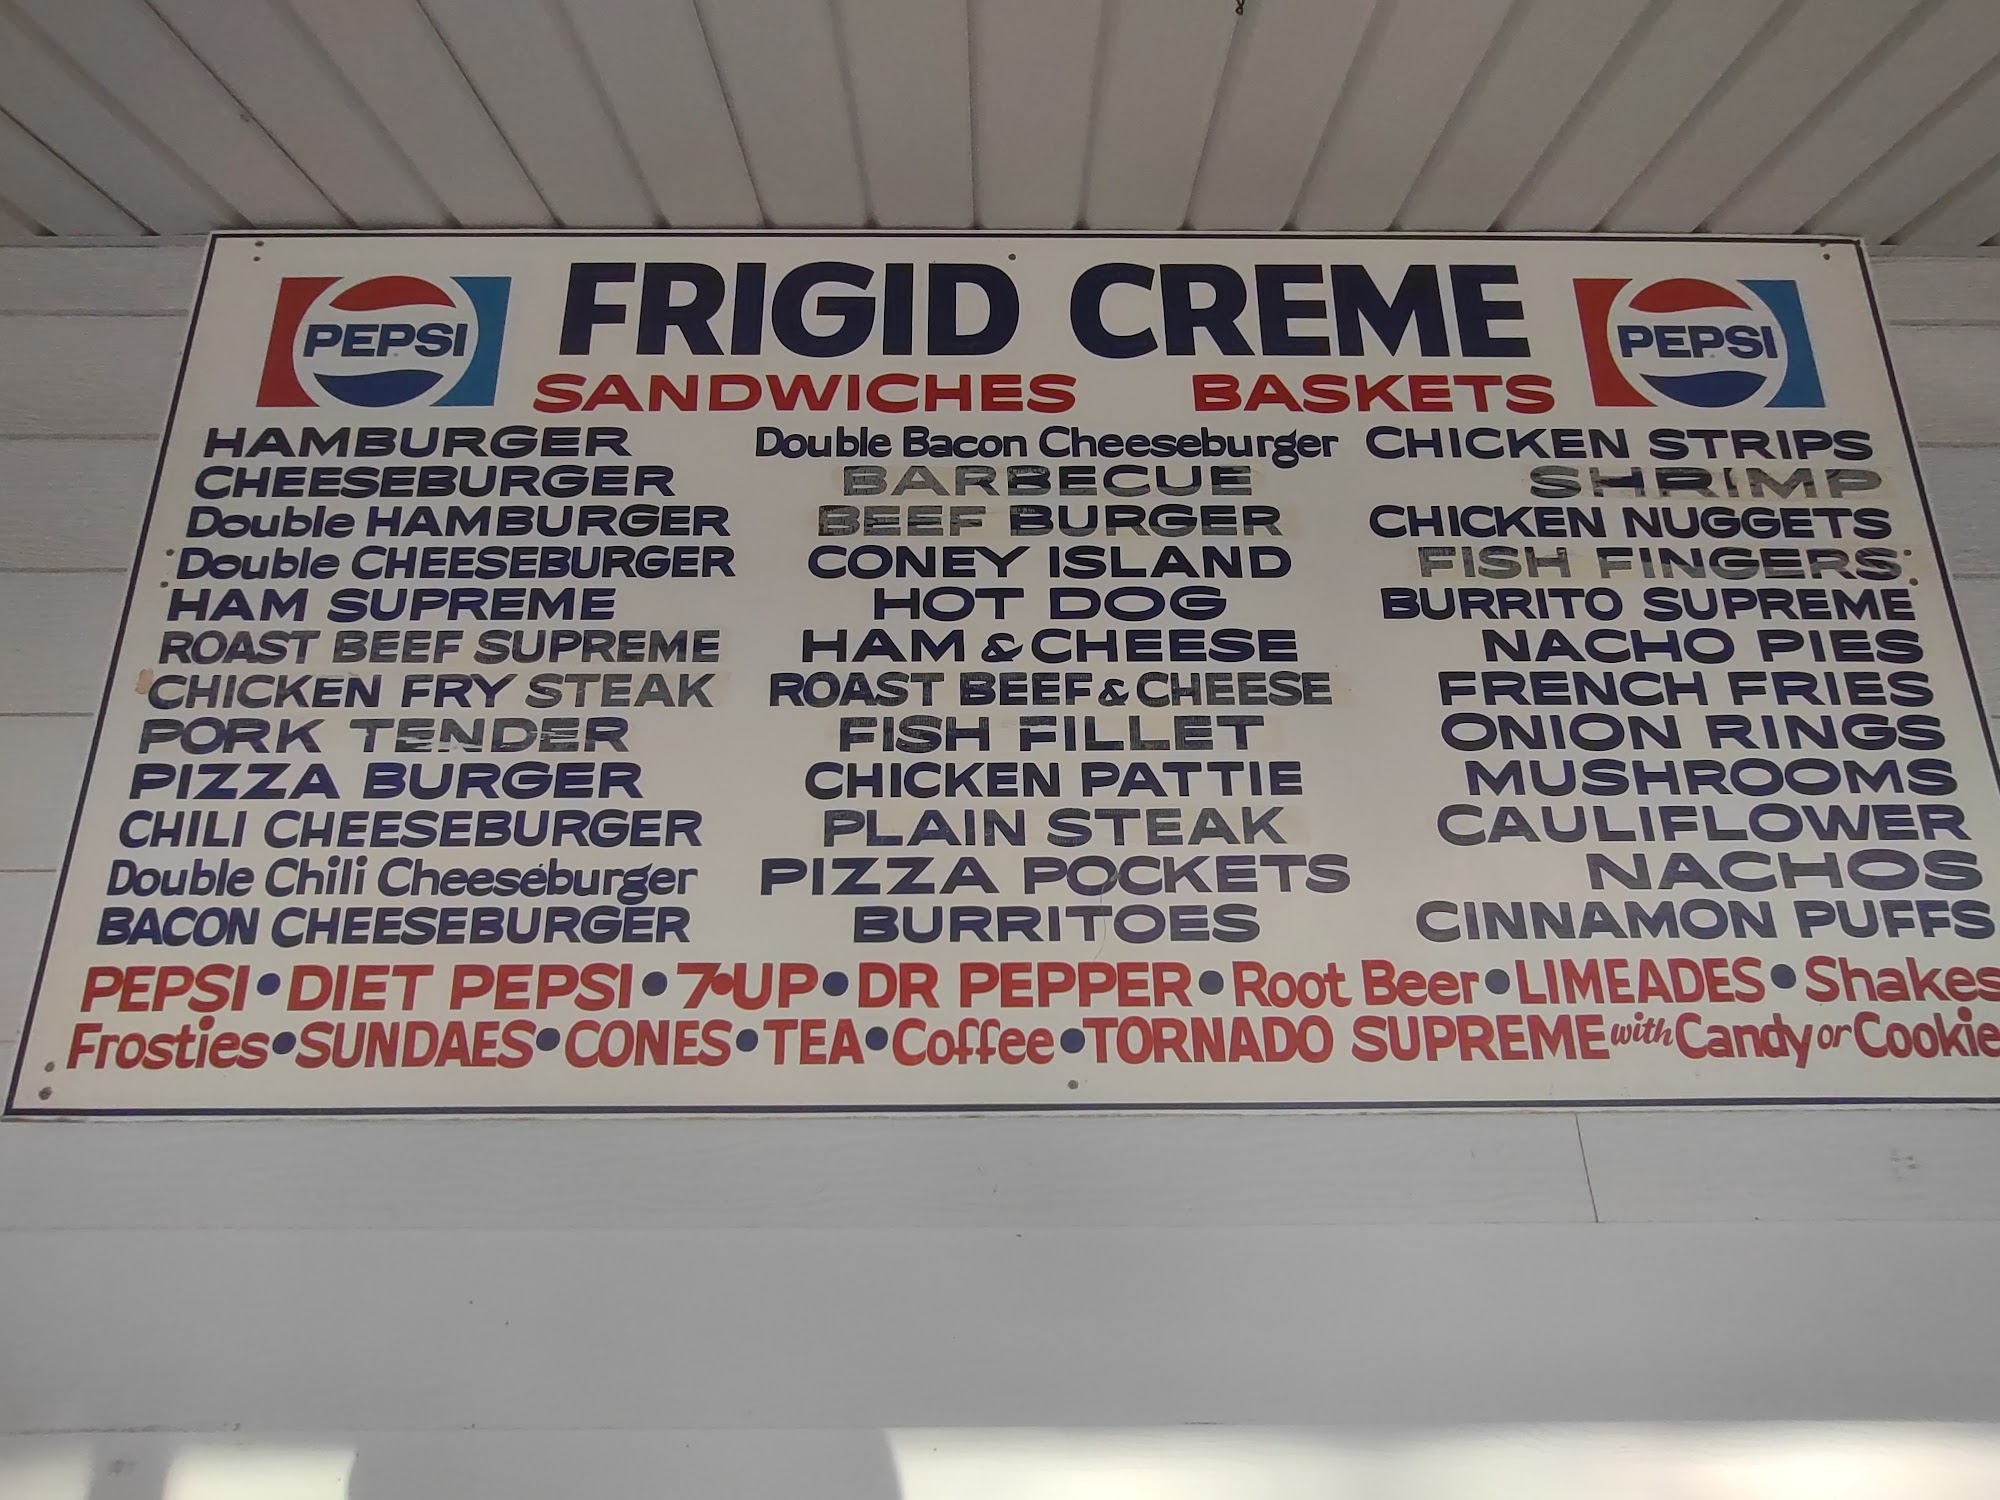 PEPSI
FRIGID CREME
PEPSI
SANDWICHES BASKETS
HAMBURGER
CHEESEBURGER
Double HAMBURGER
Double CHEESEBURGER
HAM SUPREME
ROAST BEEF SUPREME
CHICKEN FRY STEAK
PORK TENDER
PIZZA BURGER
CHILI CHEESEBURGER
Double Chili Cheeseburger
BACON CHEESEBURGER
Double Bacon Cheeseburger
BARBECUE
BEEF BURGER
CONEY ISLAND
HOT DOG
HAM & CHEESE
ROAST BEEF & CHEESE
FISH FILLET
CHICKEN PATTIE
PLAIN STEAK
PIZZA POCKETS
BURRITOES
CHICKEN STRIPS
SHRIMP
CHICKEN NUGGETS
FISH FINGERS
BURRITO SUPREME
NACHO PIES
FRENCH FRIES
ONION RINGS
MUSHROOMS
CAULIFLOWER
NACHOS
CINNAMON PUFFS
PEPSI • DIET PEPSI • 7•UP • DR PEPPER • Root Beer • LIMEADES • Shakes
Frosties • SUNDAES • CONES • TEA • Coffee • TORNADO SUPREME with Candy or Cookie